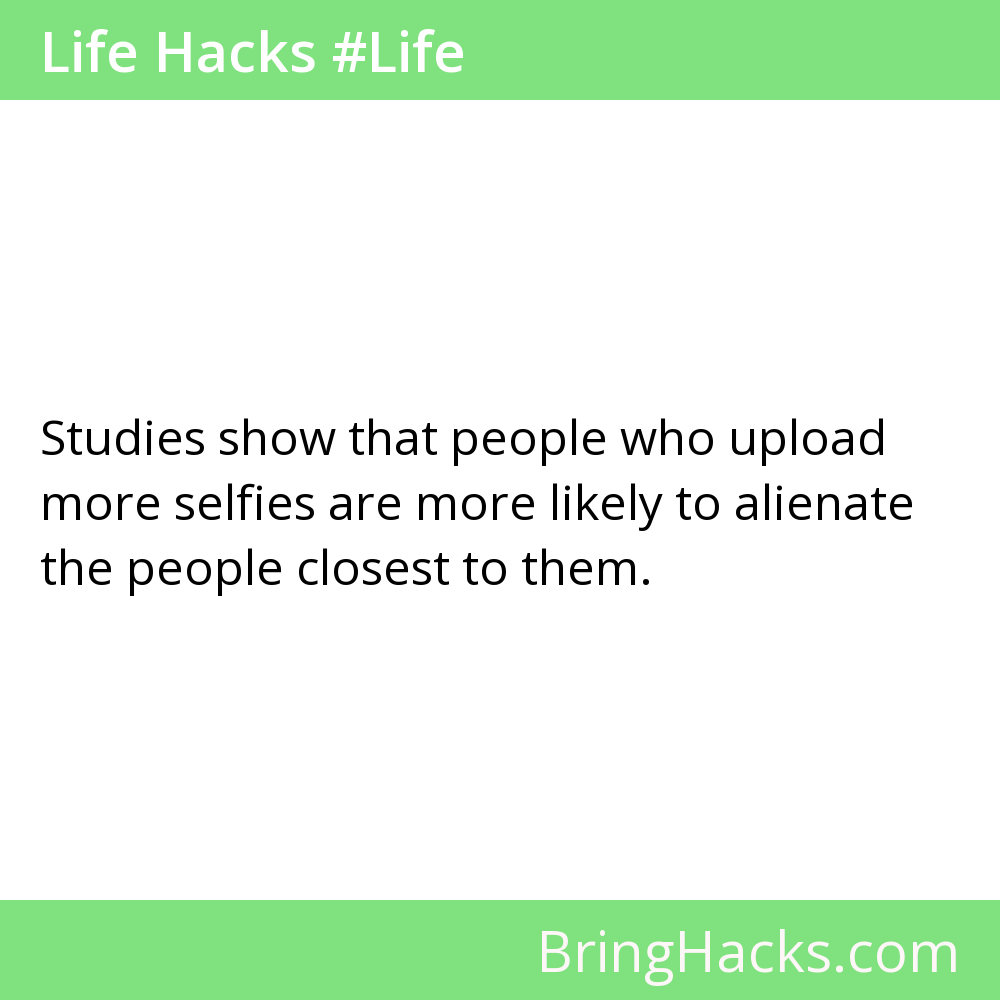 Life Hacks #Life
Studies show that people who upload
more selfies are more likely to alienate
the people closest to them.
BringHacks.com